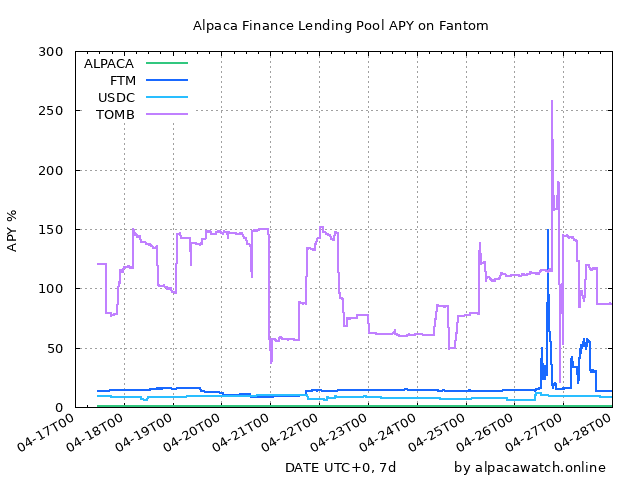 Alpaca Finance Lending Pool APY on Fantom
300
250
200
150
100
50
0
APY %
ALPACA
FTM
USDC
TOMB
04-17T00
04-18T00
04-19T00
04-20T00
04-21T00
04-22T00
04-23T00
04-24T00
04-25T00
04-26T00
04-27T00
04-28T00
DATE UTC+0, 7d
by alpacawatch.online